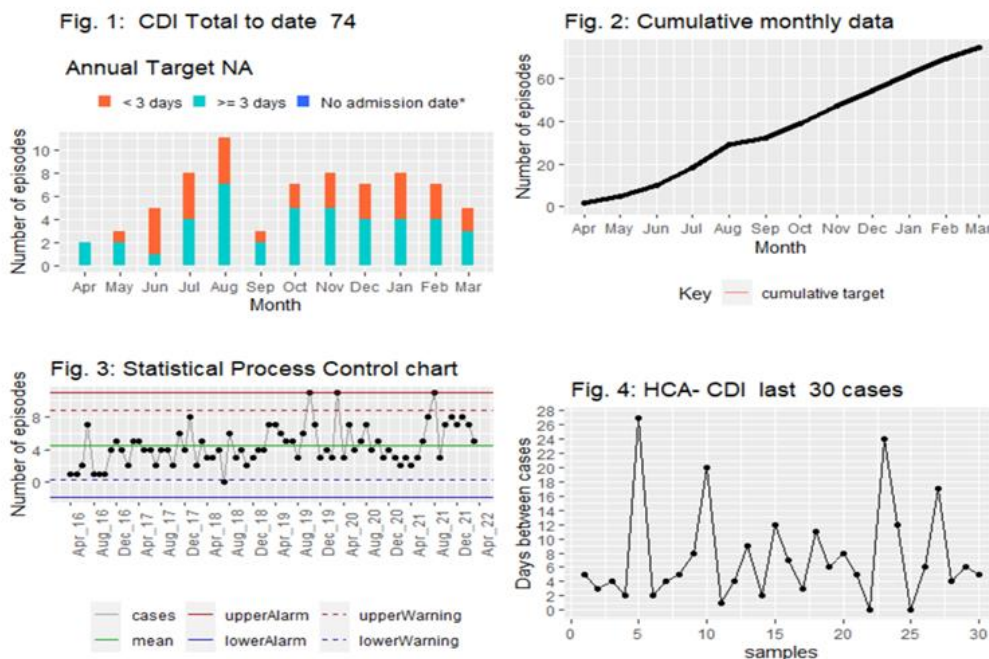 Fig. 1: CDI Total to date 74
Annual Target NA
< 3 days >= 3 days No admission date*
Number of episodes
10
8
6
4
2
0
Apr May Jun Jul Aug Sep Oct Nov Dec Jan Feb Mar
Month
Fig. 2: Cumulative monthly data
Number of episodes
60
40
20
0
Apr May Jun Jul Aug Sep Oct Nov Dec Jan Feb Mar
Month
Key cumulative target
Fig. 3: Statistical Process Control chart
Number of episodes
8
4
0
Apr_16 Aug_16 Dec_16 Apr_17 Aug_17 Dec_17 Apr_18 Aug_18 Dec_18 Apr_19 Aug_19 Dec_19 Apr_20 Aug_20 Dec_20 Apr_21 Aug_21 Dec_21 Apr_22
cases upperAlarm upperWarning
mean lowerAlarm lowerWarning
Fig. 4: HCA- CDI last 30 cases
Days between cases
28
26
24
22
20
18
16
14
12
10
8
6
4
2
0
0 5 10 15 20 25 30
samples